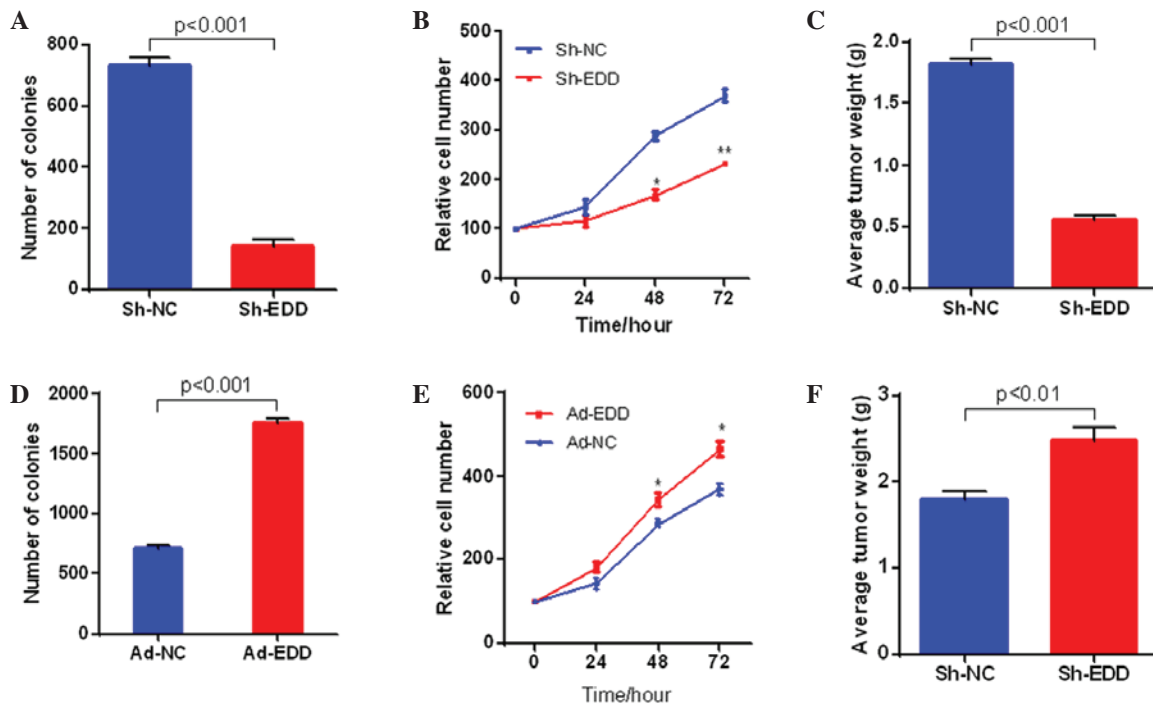 A
p<0.001
Number of colonies
800
600
400
200
0
Sh-NC
Sh-EDD
B
Sh-NC
Sh-EDD
Relative cell number
500
400
300
200
100
0
*
**
0
24
48
72
Time/hour
C
p<0.001
Average tumor weight (g)
2.0
1.5
1.0
0.5
0.0
Sh-NC
Sh-EDD
D
p<0.001
Number of colonies
2000
1500
1000
500
0
Ad-NC
Ad-EDD
E
Ad-EDD
Ad-NC
Relative cell number
600
400
200
0
*
*
0
24
48
72
Time/hour
F
p<0.01
Average tumor weight (g)
3
2
1
0
Sh-NC
Sh-EDD